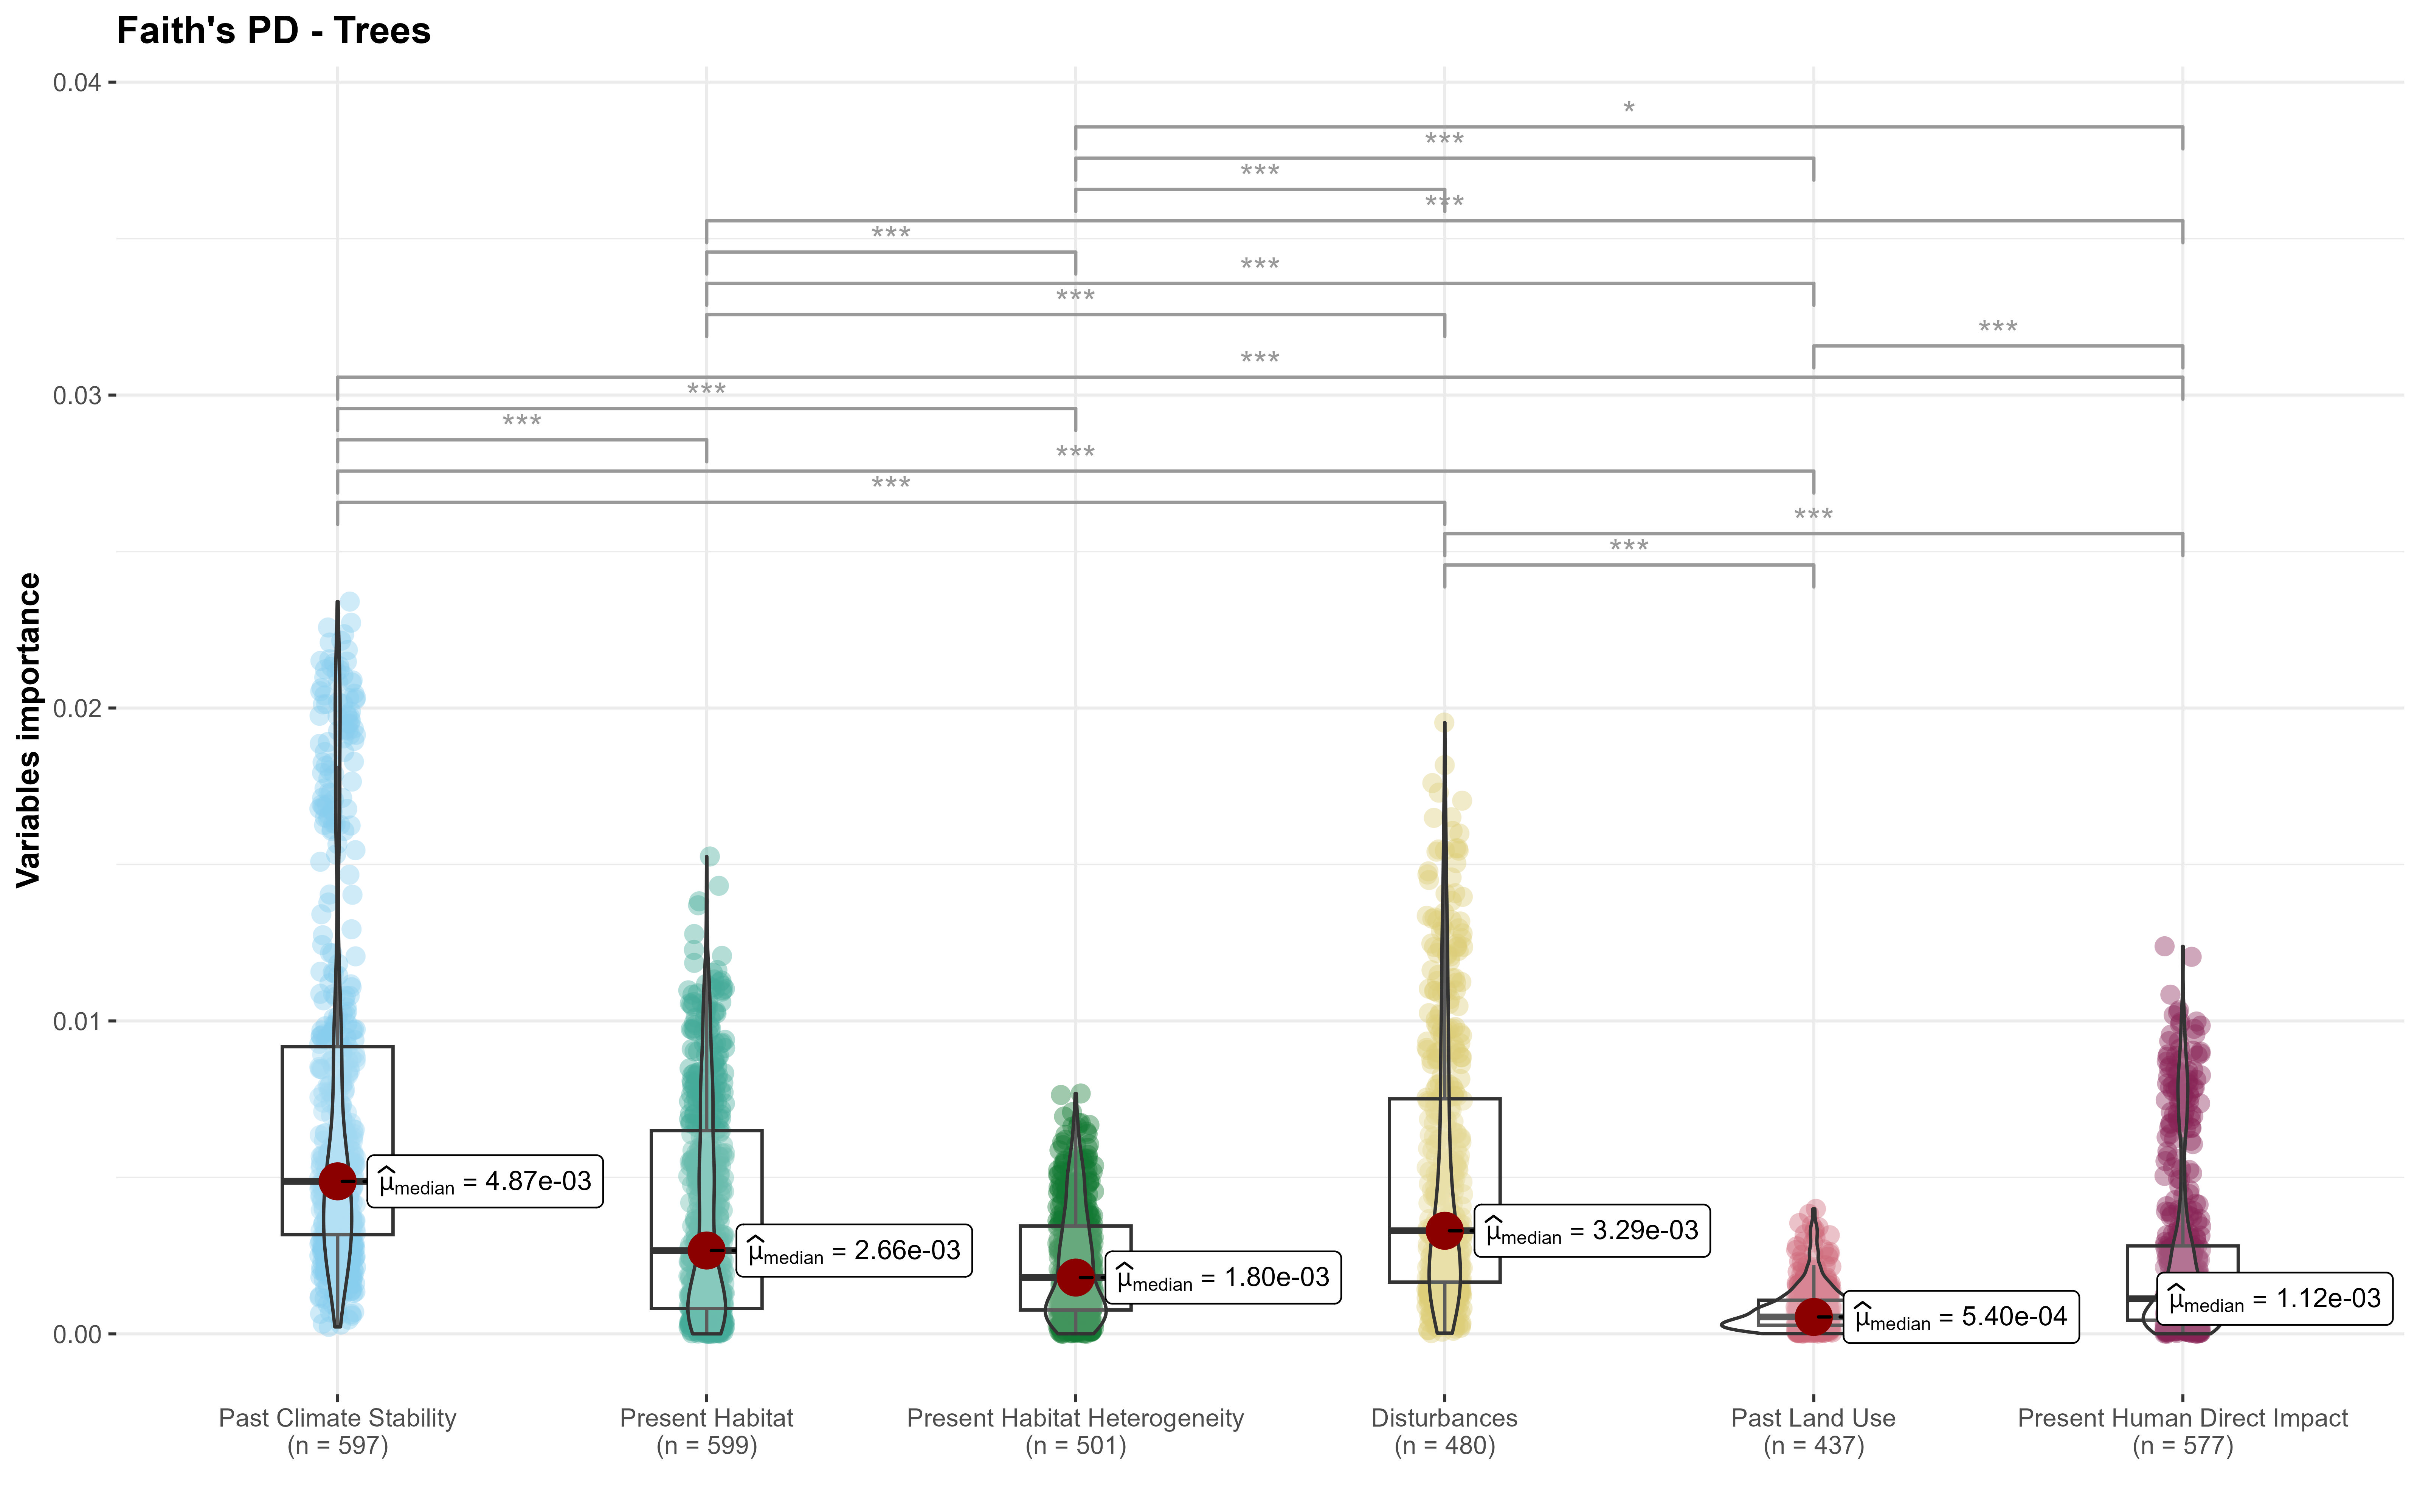 Faith's PD - Trees
Variables importance
0.04
0.03
0.02
0.01
0.00
*
***
***
***
***
***
***
***
***
***
***
***
***
***
***
μ̂median = 4.87e-03
μ̂median = 2.66e-03
μ̂median = 1.80e-03
μ̂median = 3.29e-03
μ̂median = 5.40e-04
μ̂median = 1.12e-03
Past Climate Stability
(n = 597)
Present Habitat
(n = 599)
Present Habitat Heterogeneity
(n = 501)
Disturbances
(n = 480)
Past Land Use
(n = 437)
Present Human Direct Impact
(n = 577)